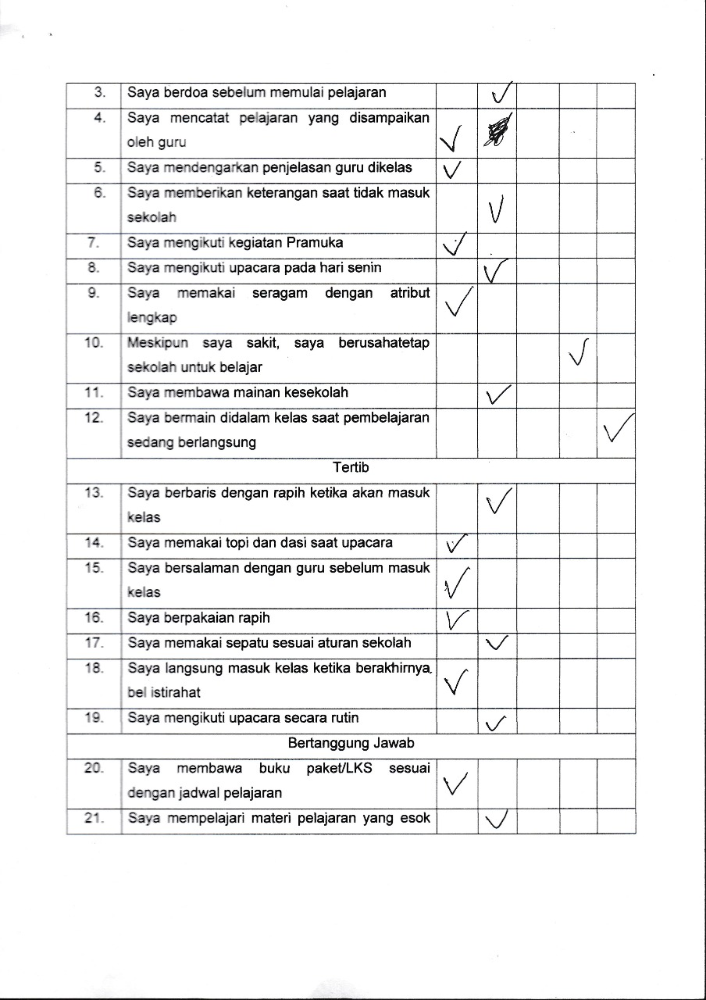 3. Saya berdoa sebelum memulai pelajaran ✓
4. Saya mencatat pelajaran yang disampaikan
oleh guru ✓
5. Saya mendengarkan penjelasan guru dikelas ✓
6. Saya memberikan keterangan saat tidak masuk
sekolah ✓
7. Saya mengikuti kegiatan Pramuka ✓
8. Saya mengikuti upacara pada hari senin ✓
9. Saya memakai seragam dengan atribut
lengkap ✓
10. Meskipun saya sakit, saya berusahatetap
sekolah untuk belajar ✓
11. Saya membawa mainan kesekolah ✓
12. Saya bermain didalam kelas saat pembelajaran
sedang berlangsung ✓
Tertib
13. Saya berbaris dengan rapih ketika akan masuk
kelas ✓
14. Saya memakai topi dan dasi saat upacara ✓
15. Saya bersalaman dengan guru sebelum masuk
kelas ✓
16. Saya berpakaian rapih ✓
17. Saya memakai sepatu sesuai aturan sekolah ✓
18. Saya langsung masuk kelas ketika berakhirnya
bel istirahat ✓
19. Saya mengikuti upacara secara rutin ✓
Bertanggung Jawab
20. Saya membawa buku paket/LKS sesuai
dengan jadwal pelajaran ✓
21. Saya mempelajari materi pelajaran yang esok ✓